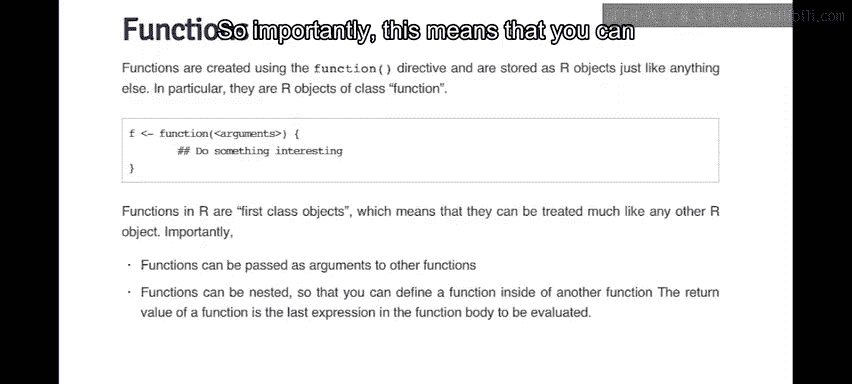 Functions
So importantly, this means that you can
Functions are created using the function() directive and are stored as R objects just like anything
else. In particular, they are R objects of class “function”.
f <- function(<arguments>) {
## Do something interesting
}
Functions in R are “first class objects”, which means that they can be treated much like any other R
object. Importantly,
· Functions can be passed as arguments to other functions
· Functions can be nested, so that you can define a function inside of another function The return
value of a function is the last expression in the function body to be evaluated.